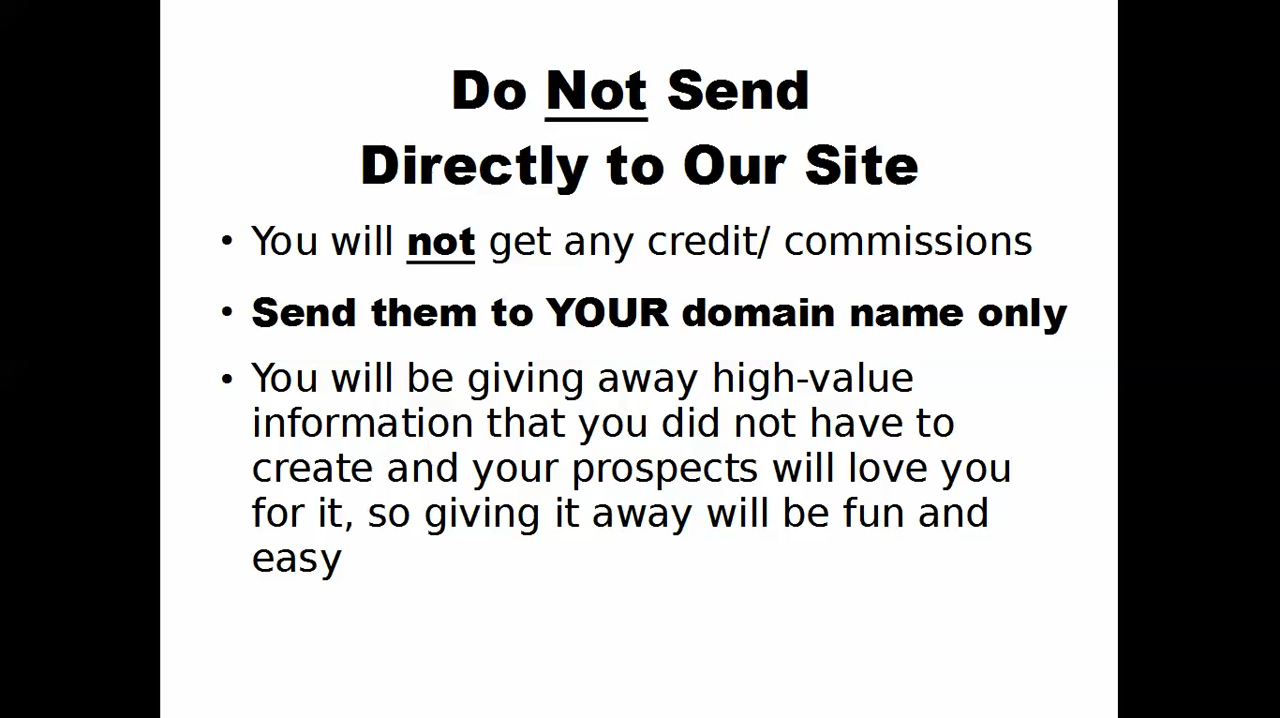 Do Not Send
Directly to Our Site
• You will not get any credit/ commissions
• Send them to YOUR domain name only
• You will be giving away high-value
information that you did not have to
create and your prospects will love you
for it, so giving it away will be fun and
easy